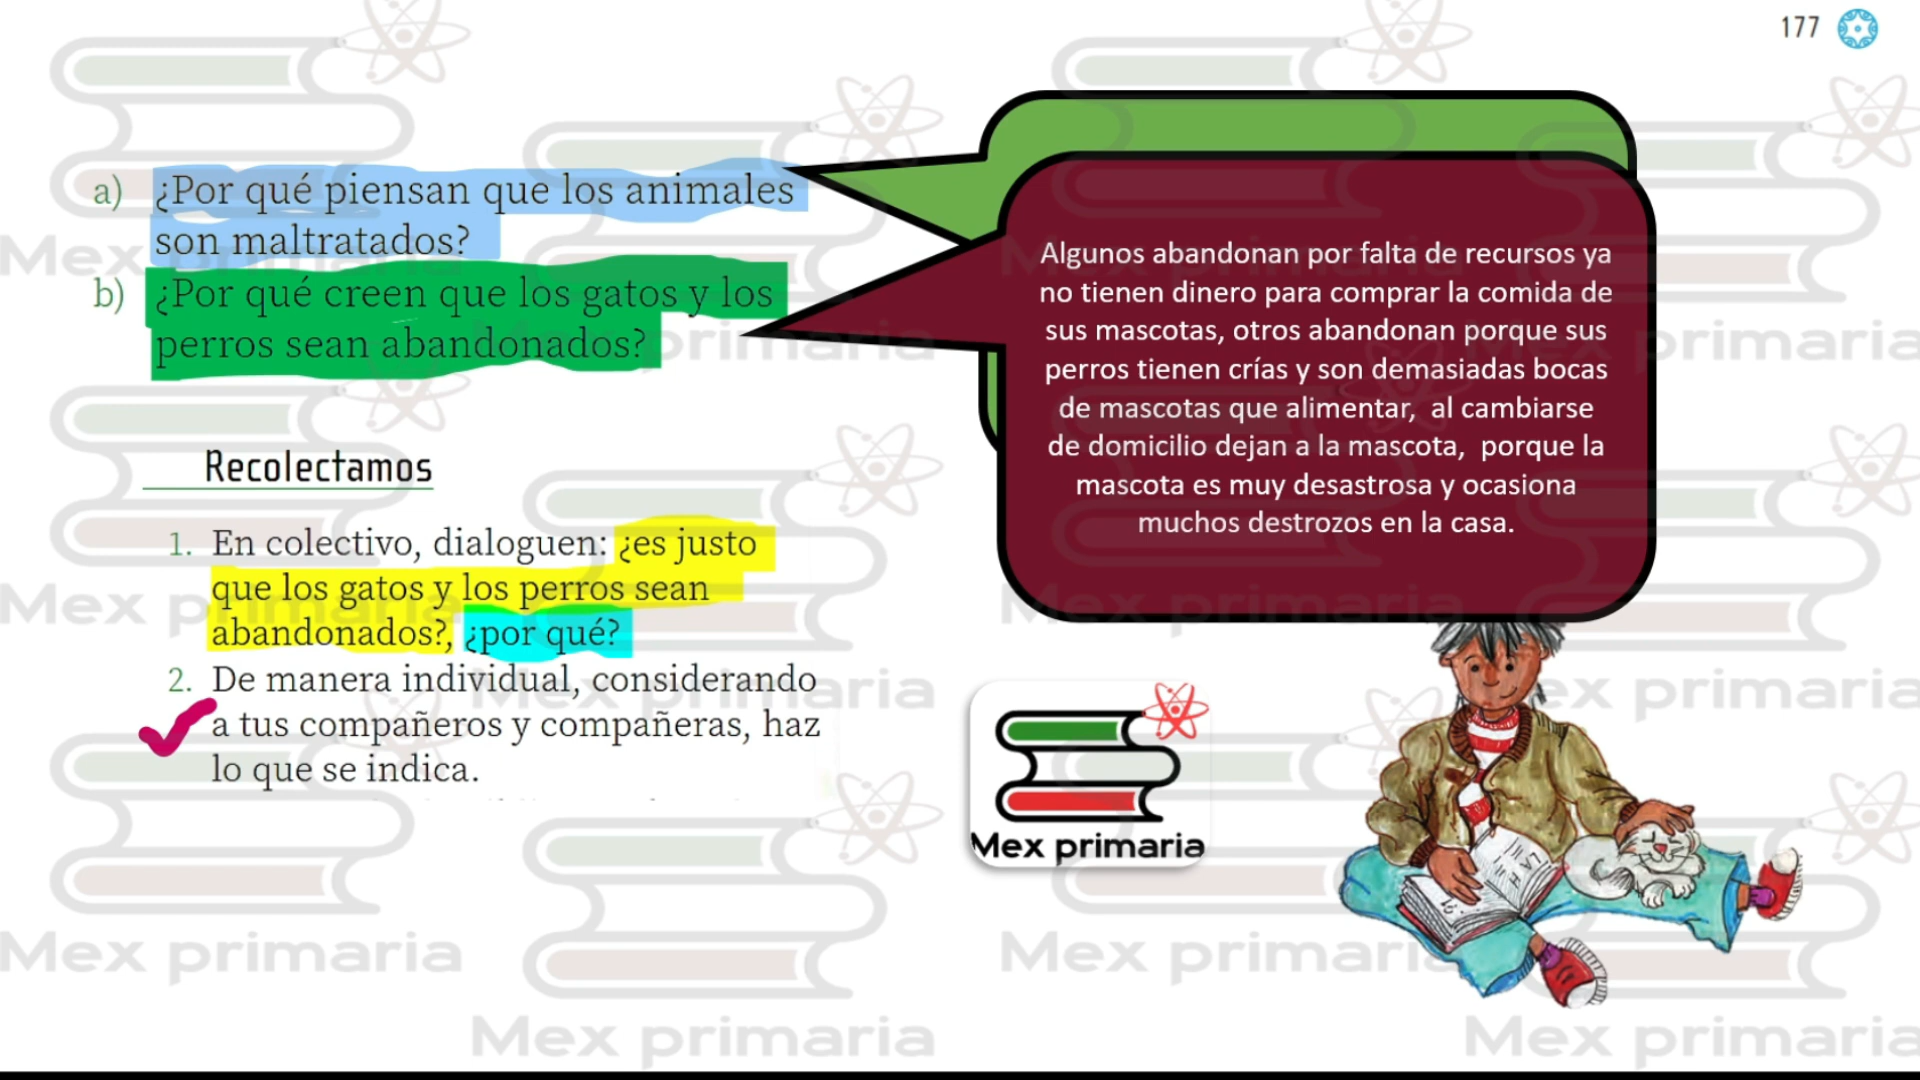 177
a) ¿Por qué piensan que los animales
son maltratados?
b) ¿Por qué creen que los gatos y los
perros sean abandonados?
Algunos abandonan por falta de recursos ya
no tienen dinero para comprar la comida de
sus mascotas, otros abandonan porque sus
perros tienen crías y son demasiadas bocas
de mascotas que alimentar, al cambiarse
de domicilio dejan a la mascota, porque la
mascota es muy desastrosa y ocasiona
muchos destrozos en la casa.
Recolectamos
1. En colectivo, dialoguen: ¿es justo
que los gatos y los perros sean
abandonados?, ¿por qué?
2. De manera individual, considerando
a tus compañeros y compañeras, haz
lo que se indica.
Mex primaria